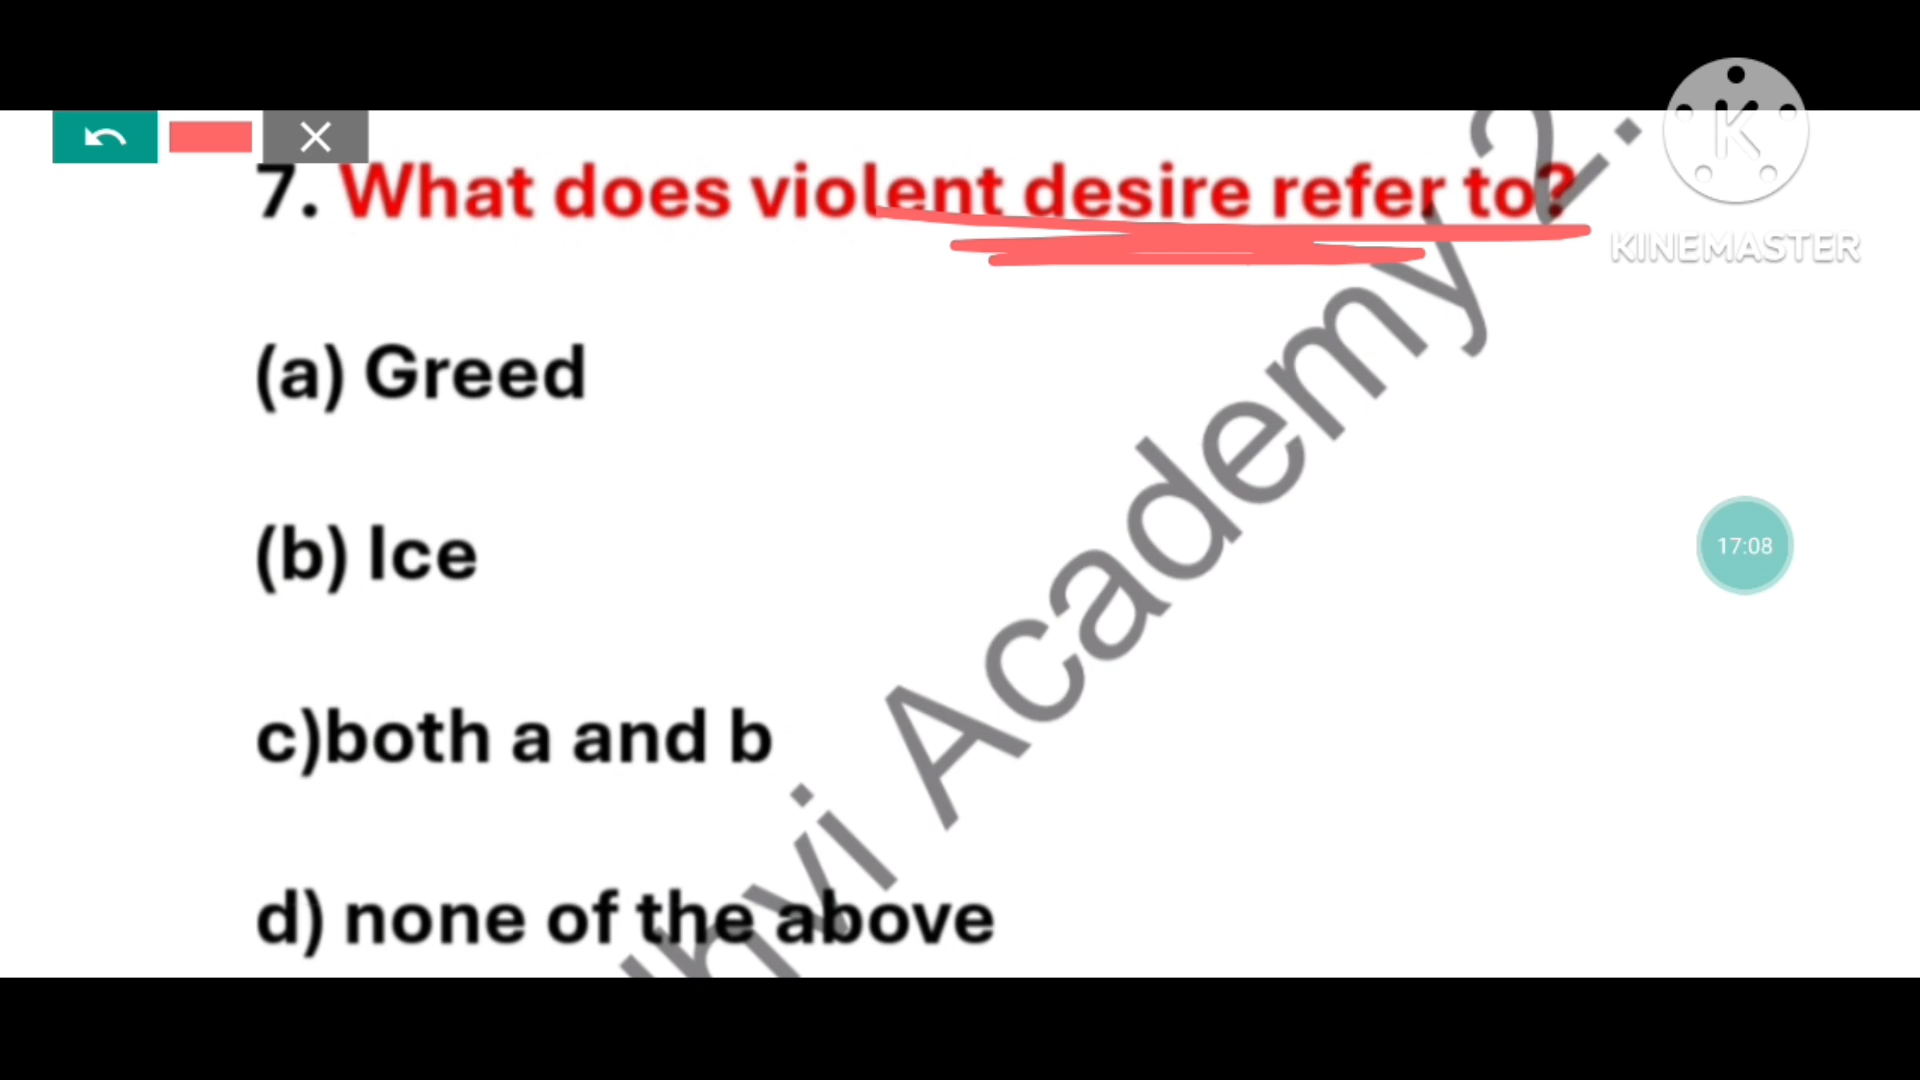 7. What does violent desire refer to?
(a) Greed
(b) Ice
c)both a and b
d) none of the above
KINEMASTER
17:08
Academy 2.